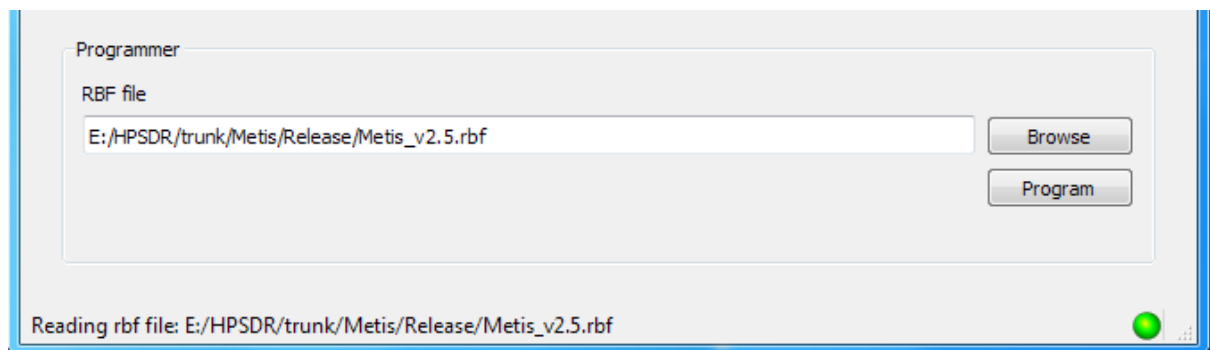 Programmer
RBF file
E:/HPSDR/trunk/Metis/Release/Metis_v2.5.rbf
Browse
Program
Reading rbf file: E:/HPSDR/trunk/Metis/Release/Metis_v2.5.rbf